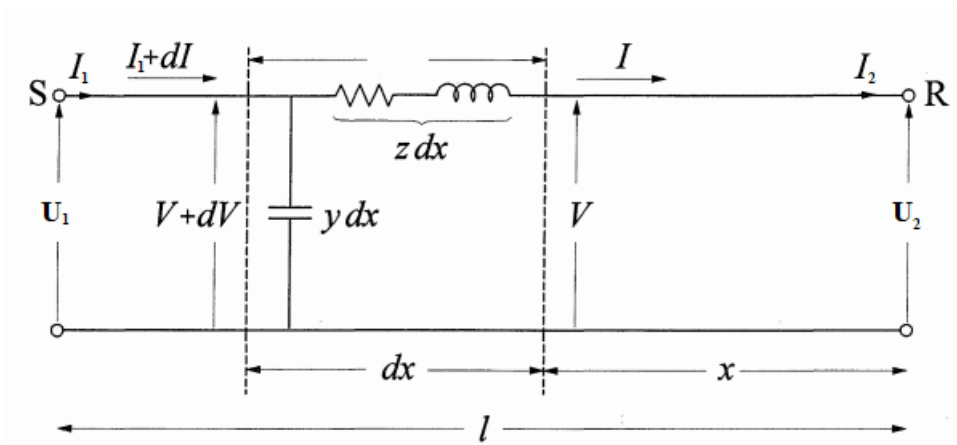 I₁ I₁+dI I I₂
S R
z dx
U₁ V+dV y dx V U₂
dx x
l